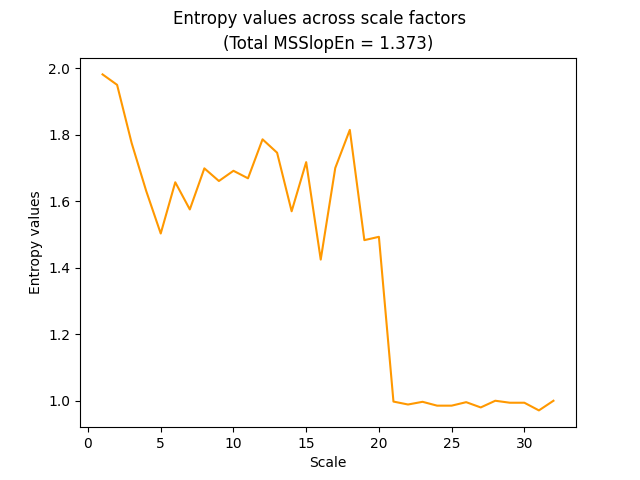 Entropy values across scale factors
(Total MSSlopEn = 1.373)
2.0
1.8
1.6
1.4
1.2
1.0
Entropy values
0 5 10 15 20 25 30
Scale